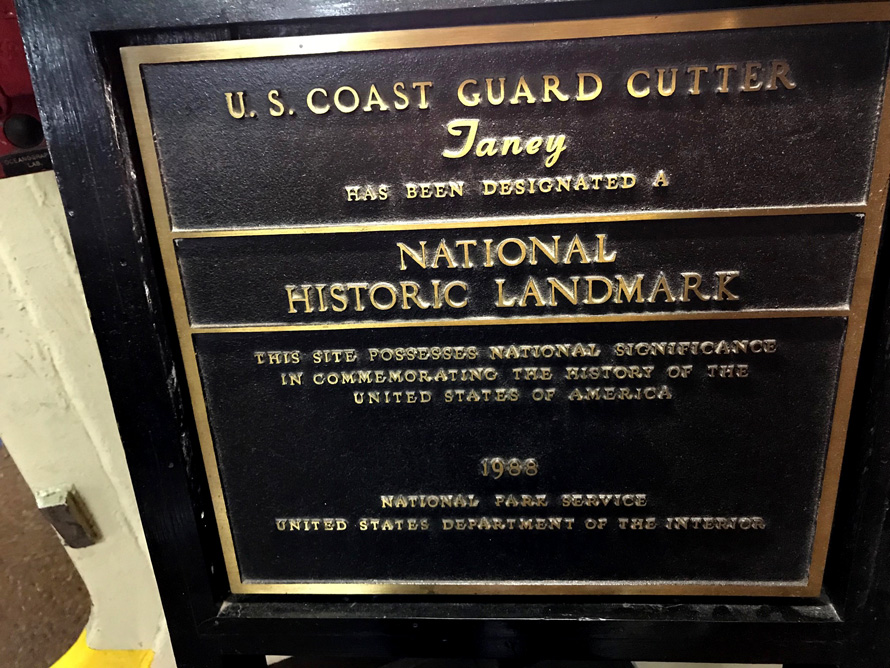 U. S. COAST GUARD CUTTER
Taney
HAS BEEN DESIGNATED A
NATIONAL
HISTORIC LANDMARK
THIS SITE POSSESSES NATIONAL SIGNIFICANCE
IN COMMEMORATING THE HISTORY OF THE
UNITED STATES OF AMERICA
1988
NATIONAL PARK SERVICE
UNITED STATES DEPARTMENT OF THE INTERIOR